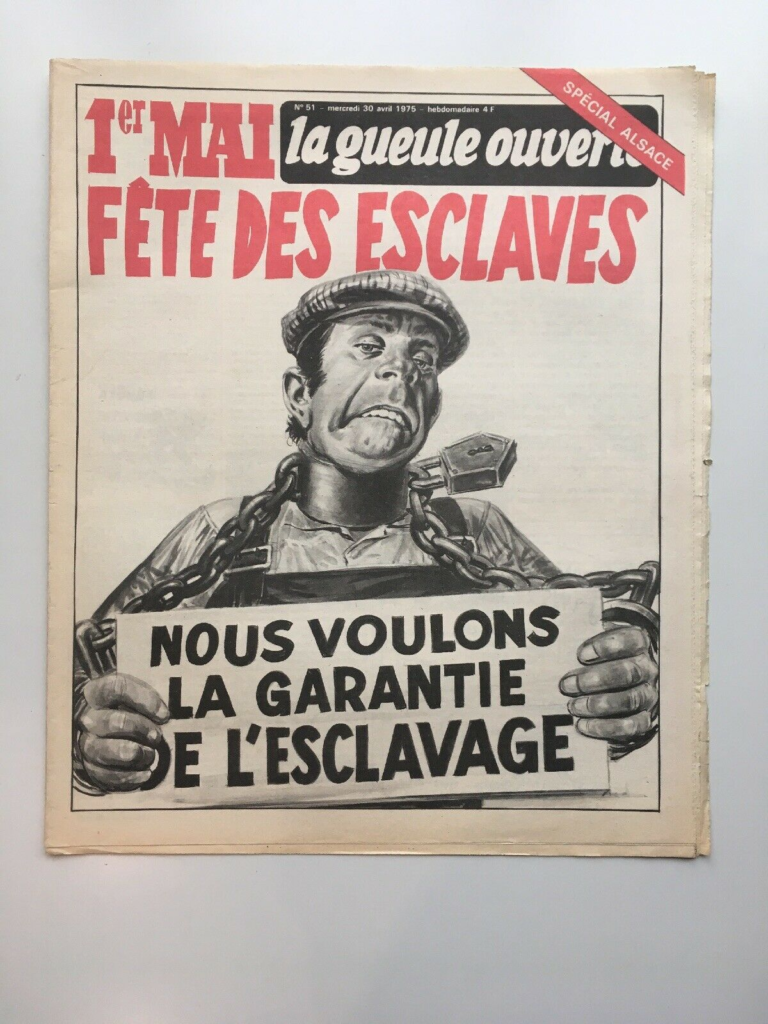 N° 51 - mercredi 30 avril 1975 - hebdomadaire 4 F
SPÉCIAL ALSACE
1er MAI
la gueule ouverte
FÊTE DES ESCLAVES
NOUS VOULONS
LA GARANTIE
DE L'ESCLAVAGE